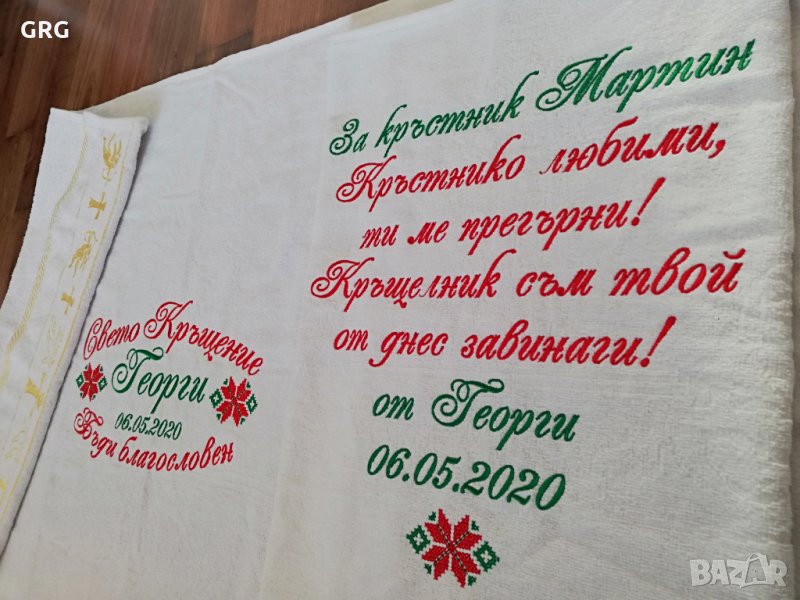 GRG
Свето Кръщение
Георги
06.05.2020
Бъди благословен
За кръстник Мартин
Кръстнико любими,
ти ме прегърни!
Кръщелник съм твой
от днес завинаги!
от Георги
06.05.2020
BAZAR